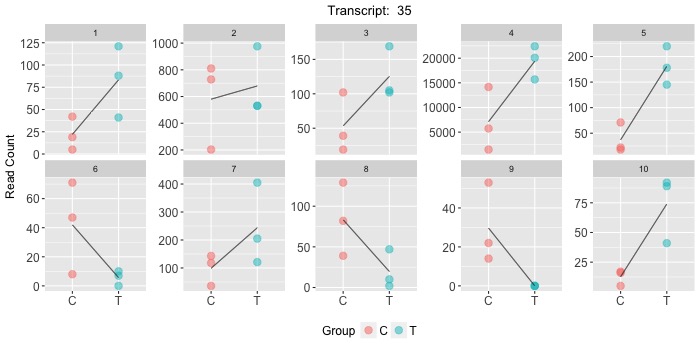 Transcript: 35
Read Count
1 2 3 4 5
125 100 75 50 25 0
1000 800 600 400 200
150 100 50
20000 15000 10000 5000
200 150 100 50
6 7 8 9 10
60 40 20 0
400 300 200 100
100 50 0
40 20 0
75 50 25
C T C T C T C T C T
Group C T